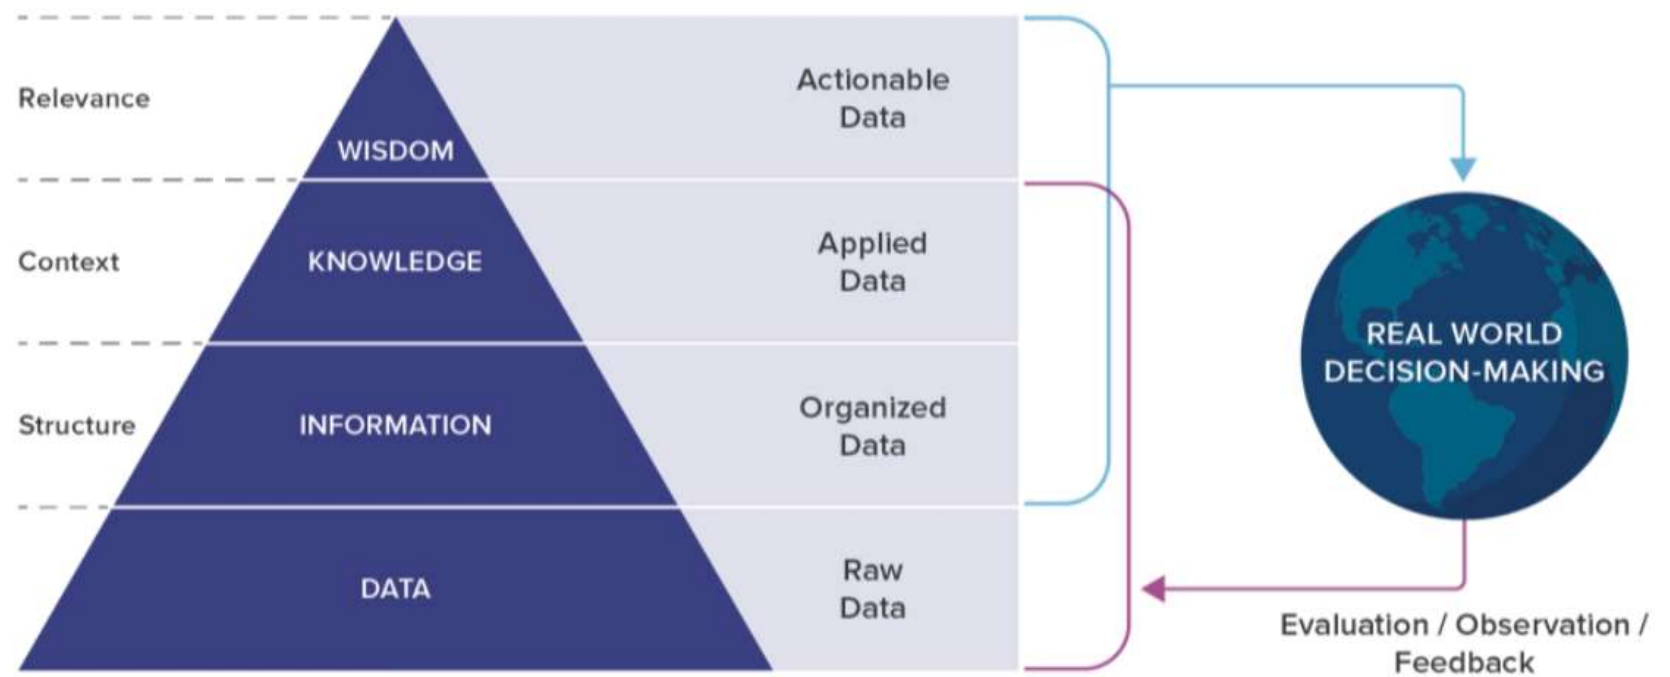 Relevance
WISDOM
Actionable
Data
Context
KNOWLEDGE
Applied
Data
Structure
INFORMATION
Organized
Data
DATA
Raw
Data
REAL WORLD
DECISION-MAKING
Evaluation / Observation /
Feedback